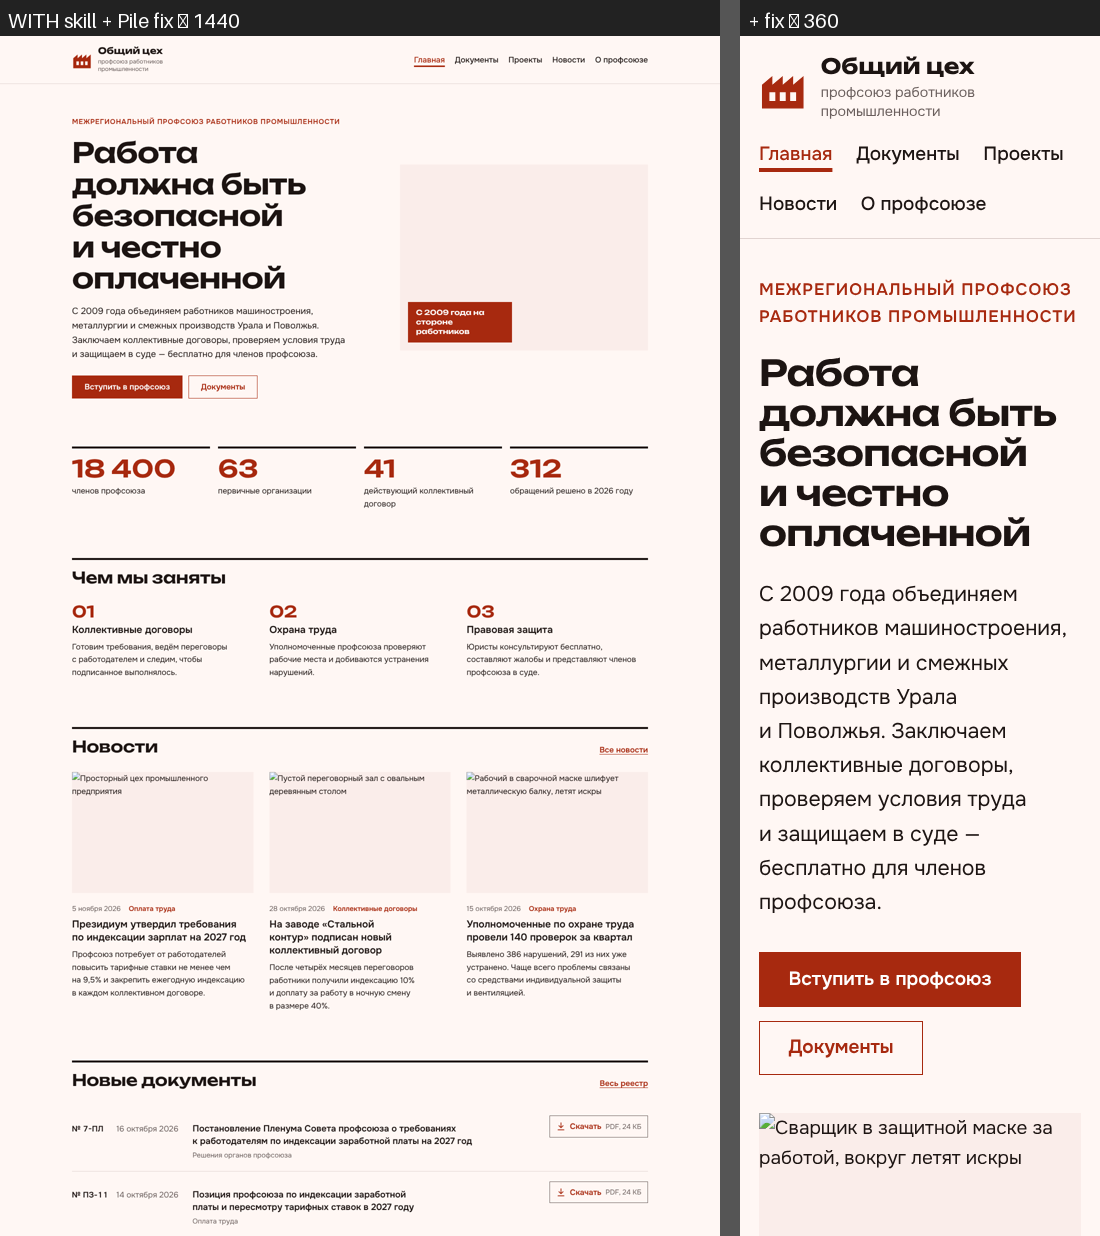 WITH skill + Pile fix 1440
Общий цех
профсоюз работников
промышленности
Главная Документы Проекты Новости О профсоюзе
МЕЖРЕГИОНАЛЬНЫЙ ПРОФСОЮЗ РАБОТНИКОВ ПРОМЫШЛЕННОСТИ
Работа
должна быть
безопасной
и честно
оплаченной
С 2009 года объединяем работников машиностроения,
металлургии и смежных производств Урала и Поволжья.
Заключаем коллективные договоры, проверяем условия труда
и защищаем в суде — бесплатно для членов профсоюза.
Вступить в профсоюз Документы
С 2009 года на
стороне
работников
18 400
членов профсоюза
63
первичные организации
41
действующий коллективный
договор
312
обращений решено в 2026 году
Чем мы заняты
01
Коллективные договоры
Готовим требования, ведём переговоры
с работодателем и следим, чтобы
подписанное выполнялось.
02
Охрана труда
Уполномоченные профсоюза проверяют
рабочие места и добиваются устранения
нарушений.
03
Правовая защита
Юристы консультируют бесплатно,
составляют жалобы и представляют членов
профсоюза в суде.
Новости
Все новости
Просторный цех промышленного
предприятия
5 ноября 2026 Оплата труда
Президиум утвердил требования
по индексации зарплат на 2027 год
Профсоюз потребует от работодателей
повысить тарифные ставки не менее чем
на 9,5% и закрепить ежегодную индексацию
в каждом коллективном договоре.
Пустой переговорный зал с овальным
деревянным столом
28 октября 2026 Коллективные договоры
На заводе «Стальной
контур» подписан новый
коллективный договор
После четырёх месяцев переговоров
работники получили индексацию 10%
и доплату за работу в ночную смену
в размере 40%.
Рабочий в сварочной маске шлифует
металлическую балку, летят искры
15 октября 2026 Охрана труда
Уполномоченные по охране труда
провели 140 проверок за квартал
Выявлено 386 нарушений, 291 из них уже
устранено. Чаще всего проблемы связаны
со средствами индивидуальной защиты
и вентиляцией.
Новые документы
Весь реестр
№ 7-ПЛ 16 октября 2026 Постановление Пленума Совета профсоюза о требованиях
к работодателям по индексации заработной платы на 2027 год
Решения органов профсоюза
Скачать PDF, 24 КБ
№ ПЗ-11 14 октября 2026 Позиция профсоюза по индексации заработной
платы и пересмотру тарифных ставок в 2027 году
Оплата труда
Скачать PDF, 24 КБ
+ fix 360
Общий цех
профсоюз работников
промышленности
Главная Документы Проекты
Новости О профсоюзе
МЕЖРЕГИОНАЛЬНЫЙ ПРОФСОЮЗ
РАБОТНИКОВ ПРОМЫШЛЕННОСТИ
Работа
должна быть
безопасной
и честно
оплаченной
С 2009 года объединяем
работников машиностроения,
металлургии и смежных
производств Урала
и Поволжья. Заключаем
коллективные договоры,
проверяем условия труда
и защищаем в суде —
бесплатно для членов
профсоюза.
Вступить в профсоюз
Документы
Сварщик в защитной маске за
работой, вокруг летят искры